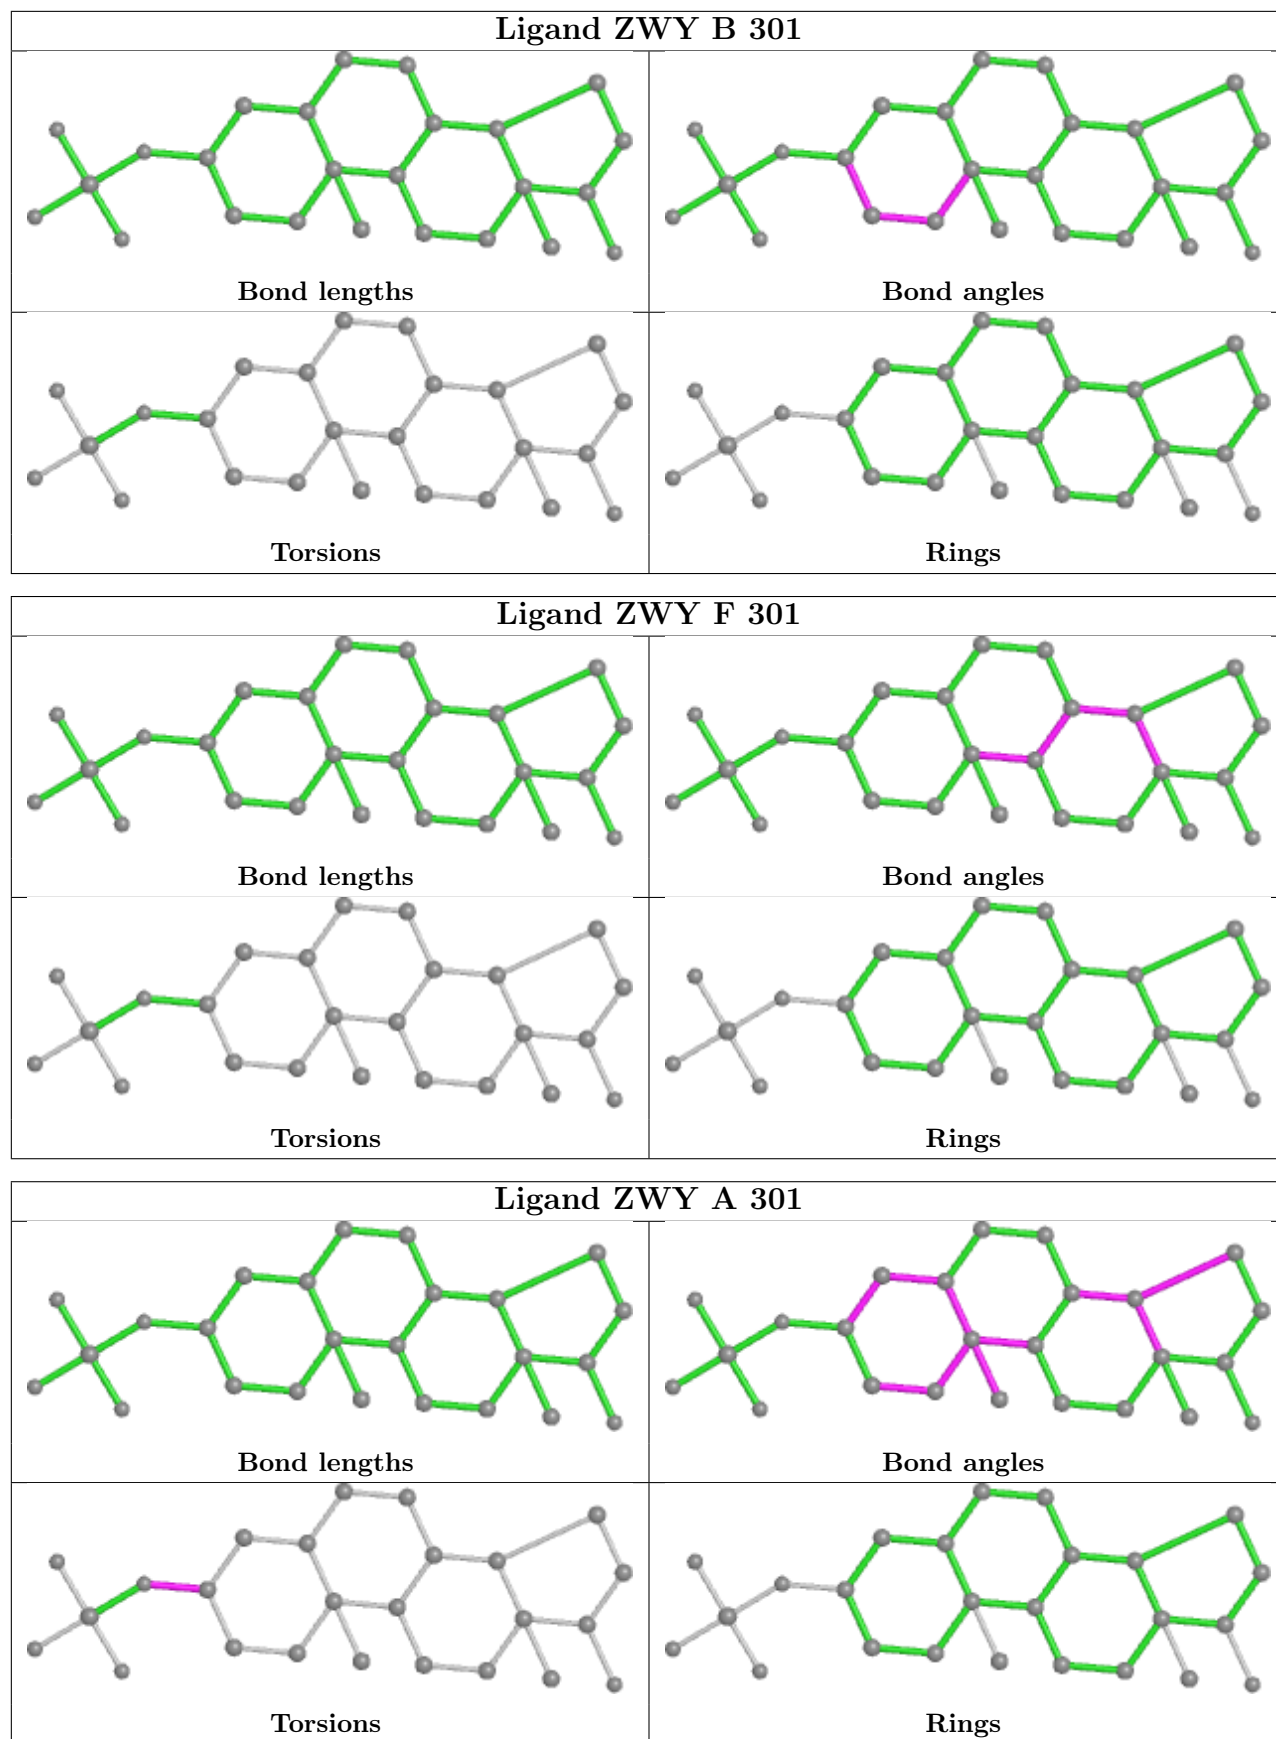 Ligand ZWY B 301
Bond lengths
Bond angles
Torsions
Rings
Ligand ZWY F 301
Bond lengths
Bond angles
Torsions
Rings
Ligand ZWY A 301
Bond lengths
Bond angles
Torsions
Rings